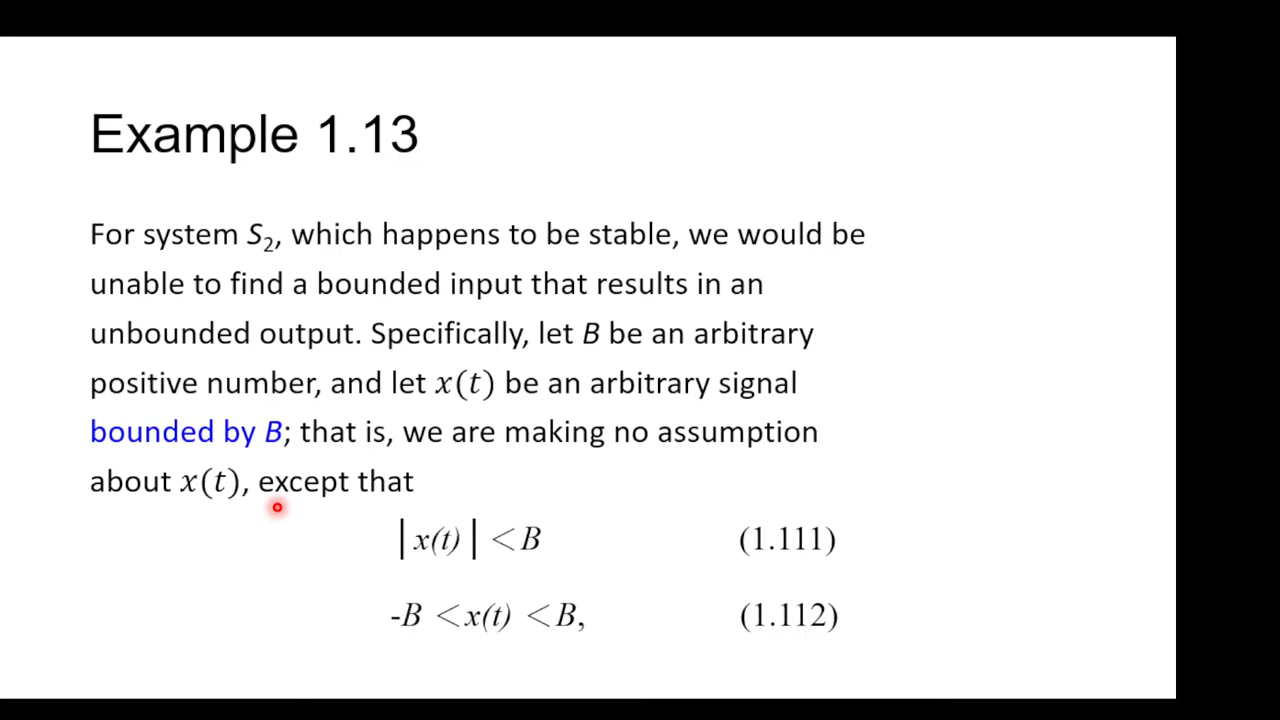 Example 1.13
For system S₂, which happens to be stable, we would be
unable to find a bounded input that results in an
unbounded output. Specifically, let B be an arbitrary
positive number, and let x(t) be an arbitrary signal
bounded by B; that is, we are making no assumption
about x(t), except that
|x(t)| <B (1.111)
-B <x(t) <B, (1.112)